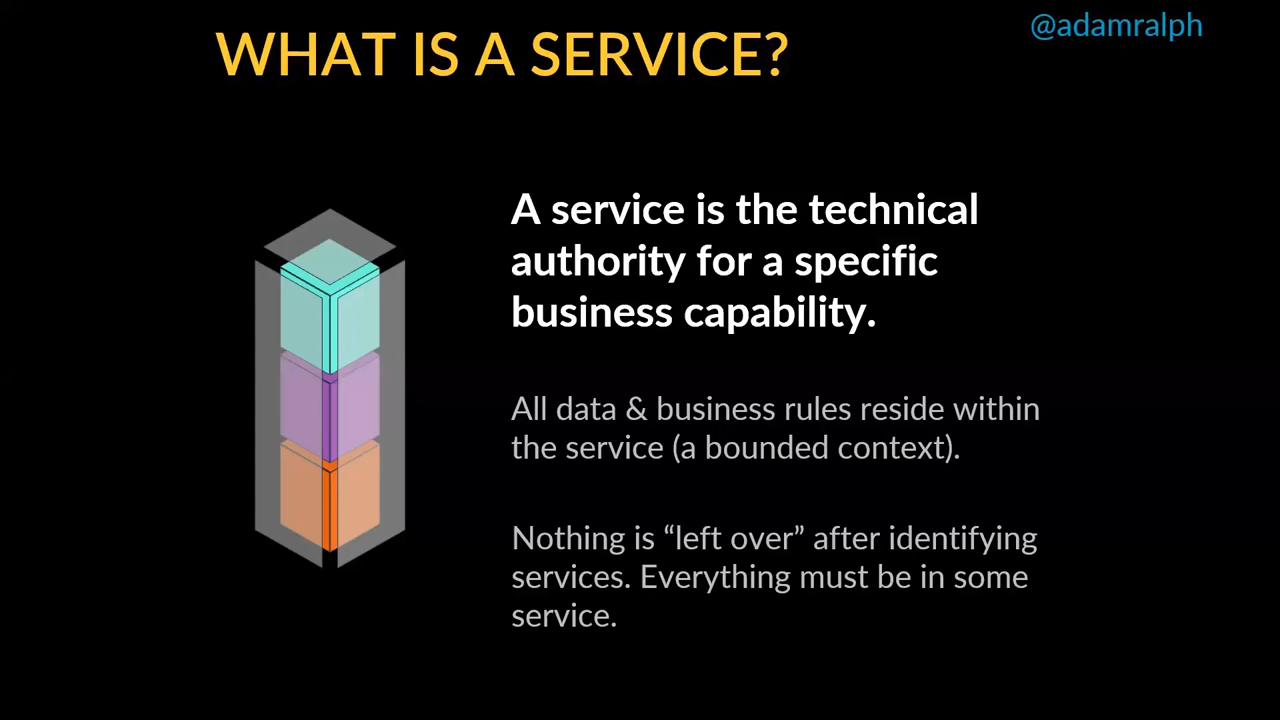 WHAT IS A SERVICE?
@adamralph
A service is the technical
authority for a specific
business capability.
All data & business rules reside within
the service (a bounded context).
Nothing is “left over” after identifying
services. Everything must be in some
service.